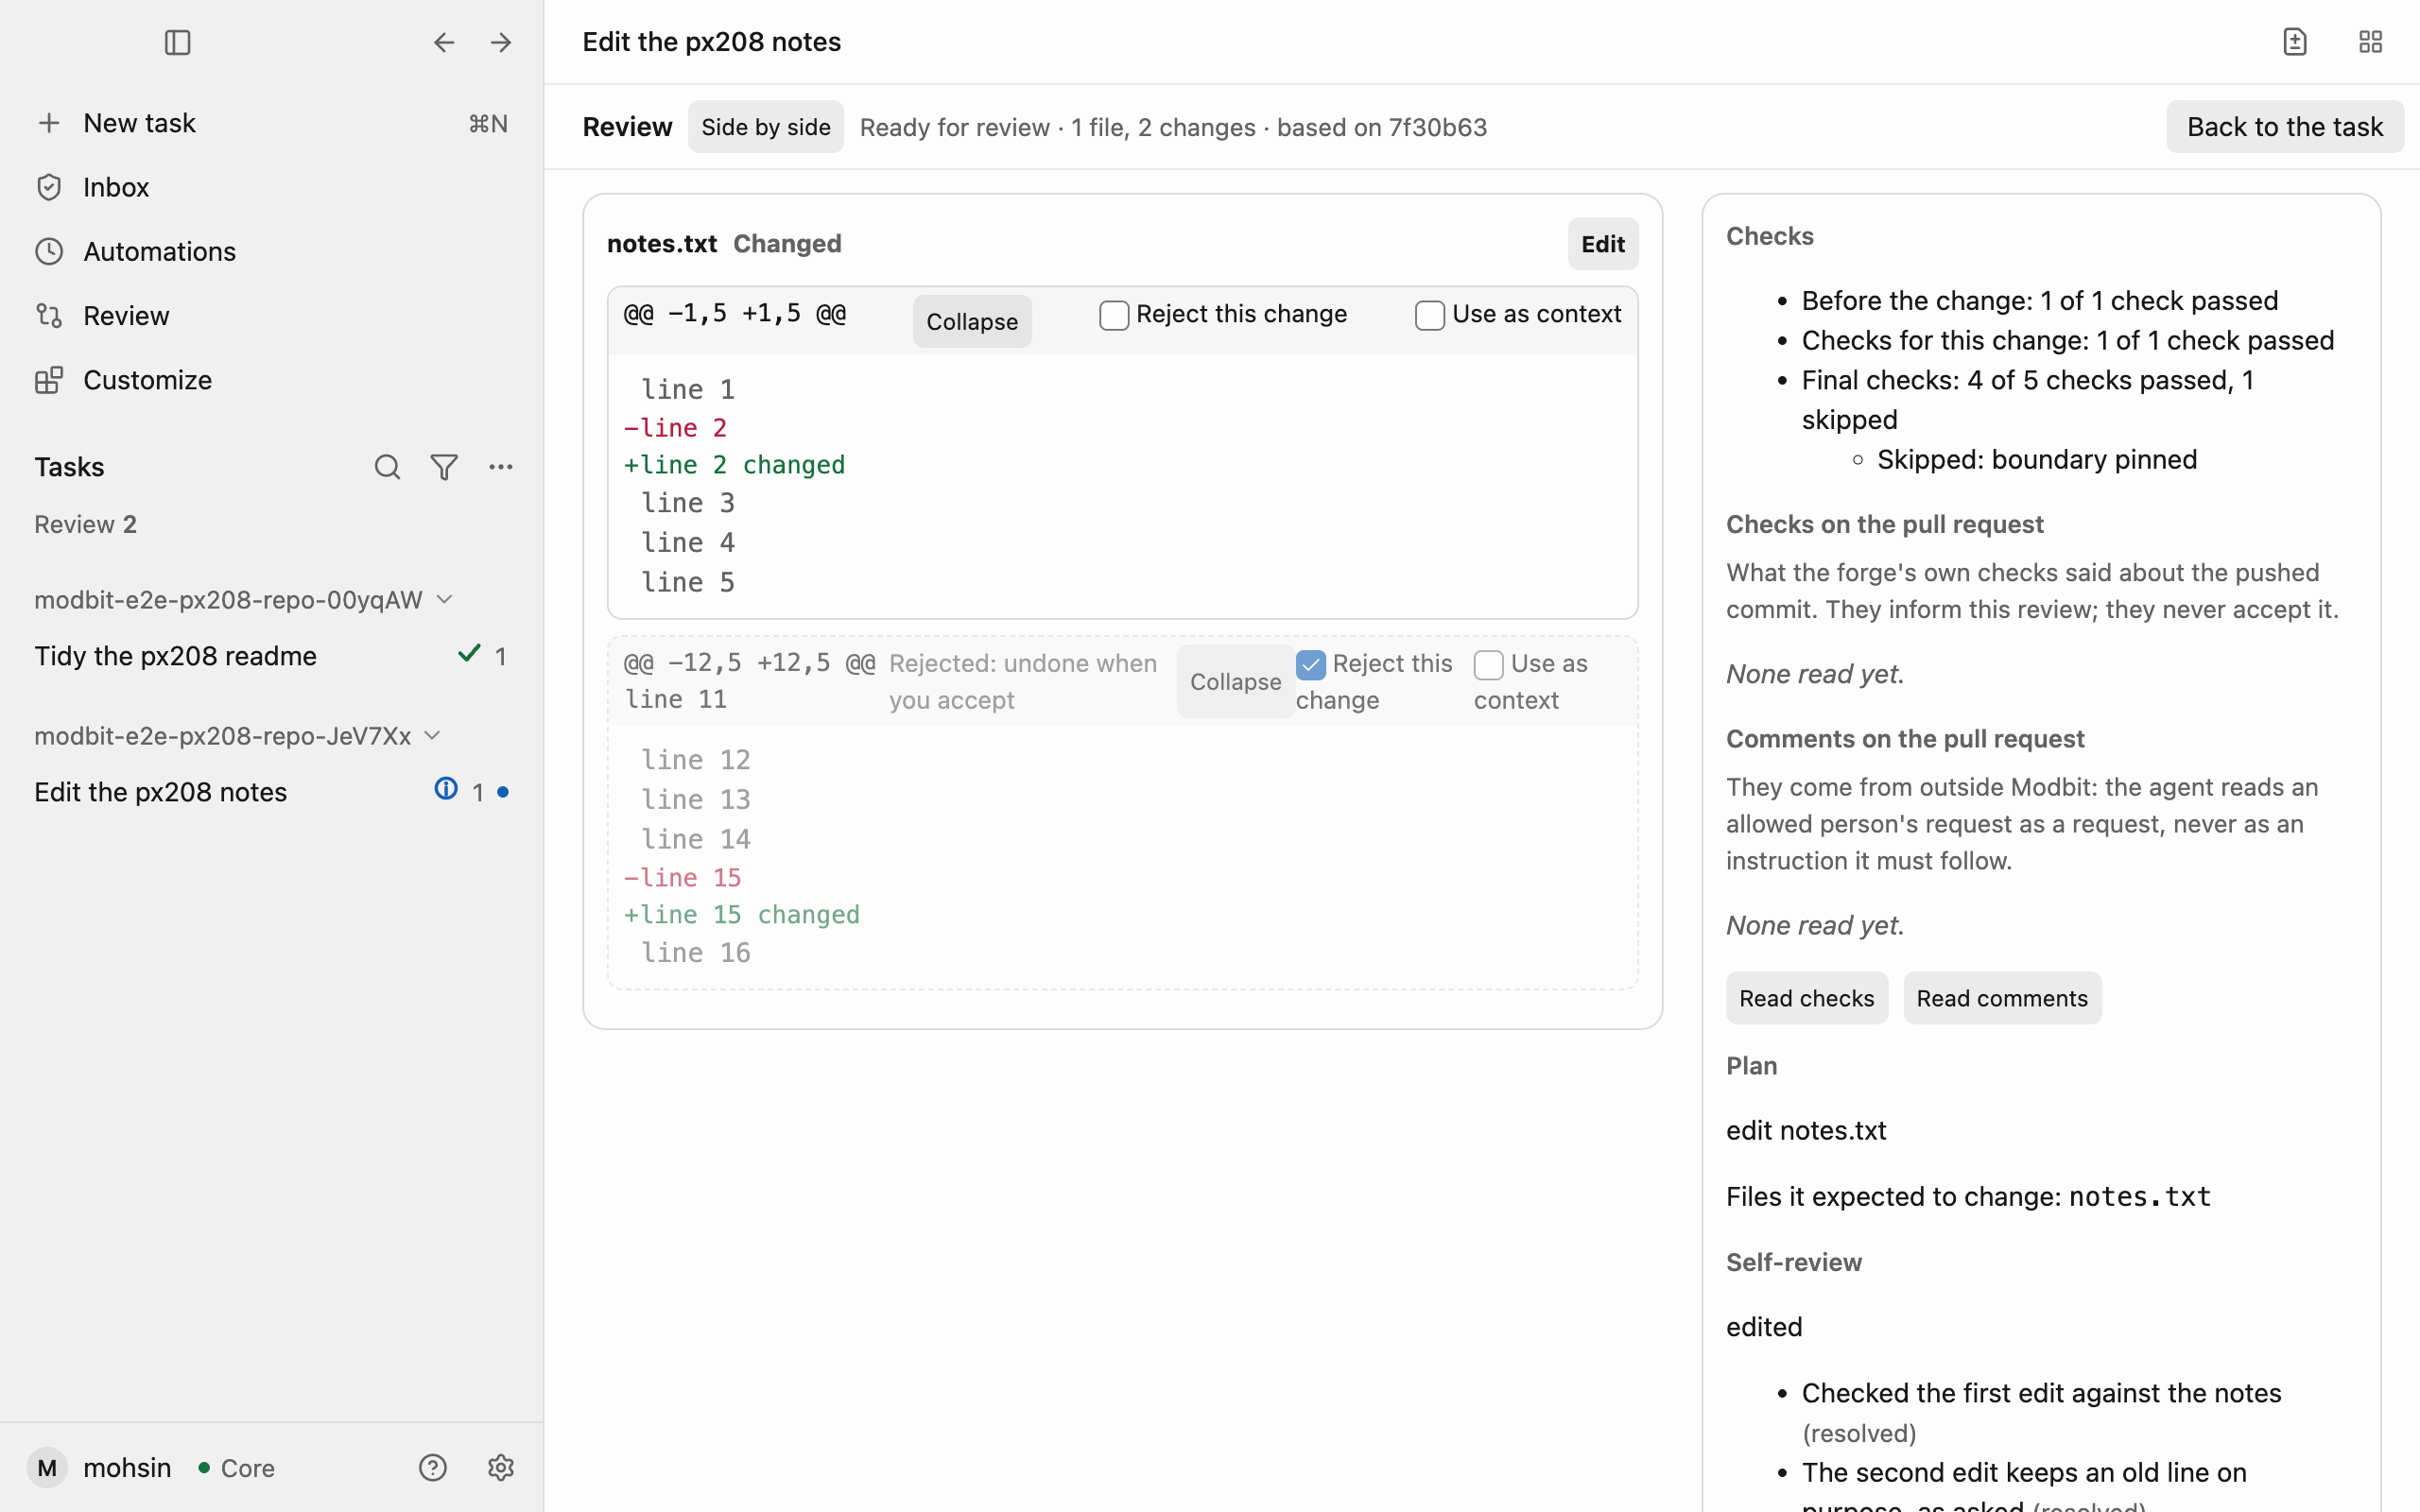 Edit the px208 notes
New task ⌘N
Inbox
Automations
Review
Customize
Tasks
Review 2
modbit-e2e-px208-repo-00yqAW
Tidy the px208 readme 1
modbit-e2e-px208-repo-JeV7Xx
Edit the px208 notes 1
M mohsin Core
Review Side by side Ready for review · 1 file, 2 changes · based on 7f30b63 Back to the task
notes.txt Changed Edit
@@ -1,5 +1,5 @@ Collapse Reject this change Use as context
line 1
-line 2
+line 2 changed
line 3
line 4
line 5
@@ -12,5 +12,5 @@ line 11 Rejected: undone when you accept Collapse Reject this change Use as context
line 12
line 13
line 14
-line 15
+line 15 changed
line 16
Checks
• Before the change: 1 of 1 check passed
• Checks for this change: 1 of 1 check passed
• Final checks: 4 of 5 checks passed, 1
skipped
◦ Skipped: boundary pinned
Checks on the pull request
What the forge's own checks said about the pushed
commit. They inform this review; they never accept it.
None read yet.
Comments on the pull request
They come from outside Modbit: the agent reads an
allowed person's request as a request, never as an
instruction it must follow.
None read yet.
Read checks Read comments
Plan
edit notes.txt
Files it expected to change: notes.txt
Self-review
edited
• Checked the first edit against the notes
(resolved)
• The second edit keeps an old line on
purpose, as asked (resolved)